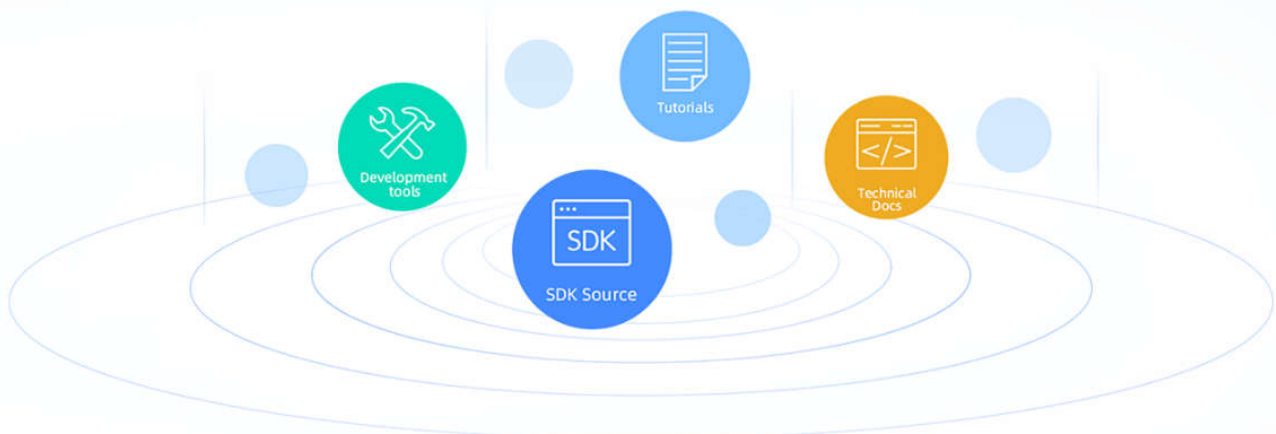 Tutorials
Development
tools
</>
Technical
Docs
SDK
SDK Source